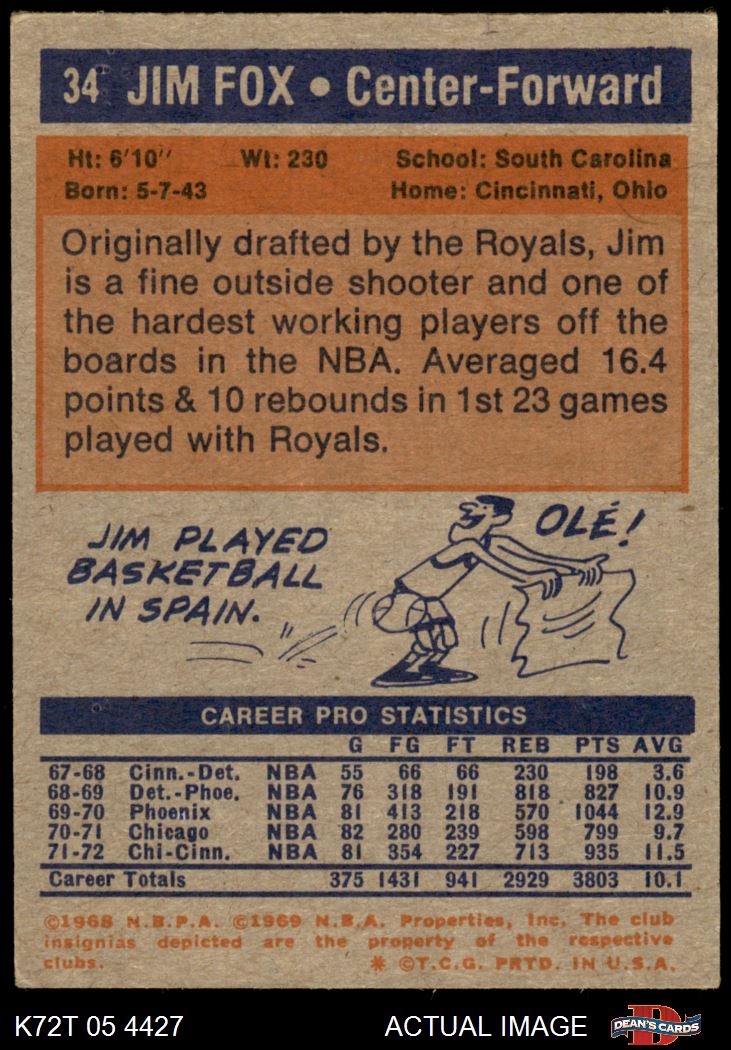 34 JIM FOX • Center-Forward
Ht: 6'10" Wt: 230 School: South Carolina
Born: 5-7-43 Home: Cincinnati, Ohio
Originally drafted by the Royals, Jim
is a fine outside shooter and one of
the hardest working players off the
boards in the NBA. Averaged 16.4
points & 10 rebounds in 1st 23 games
played with Royals.
JIM PLAYED
BASKETBALL
IN SPAIN.
OLÉ!
CAREER PRO STATISTICS
G FG FT REB PTS AVG
67-68 Cinn.-Det. NBA 55 66 66 230 198 3.6
68-69 Det.-Phoe. NBA 76 318 191 818 827 10.9
69-70 Phoenix NBA 81 413 218 570 1044 12.9
70-71 Chicago NBA 82 280 239 598 799 9.7
71-72 Chi-Cinn. NBA 81 354 227 713 935 11.5
Career Totals 375 1431 941 2929 3803 10.1
©1968 N.B.P.A. ©1969 N.B.A. Properties, Inc. The club
insignias depicted are the property of the respective
clubs. * ©T.C.G. PRTD. IN U.S.A.
K72T 05 4427 ACTUAL IMAGE D DEAN'S CARDS